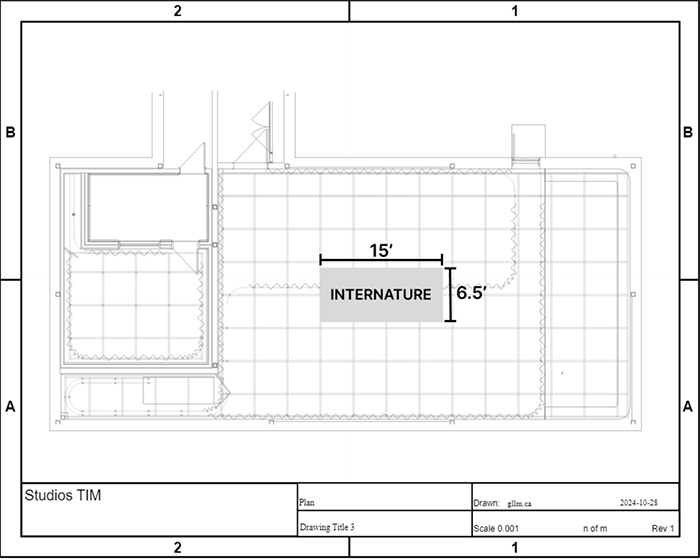 2
1
B
B
15’
INTERNATURE
6.5’
A
A
Studios TIM
Plan
Drawn: gllm.ca
2024-10-28
Drawing Title 3
Scale 0.001
n of m
Rev 1
2
1